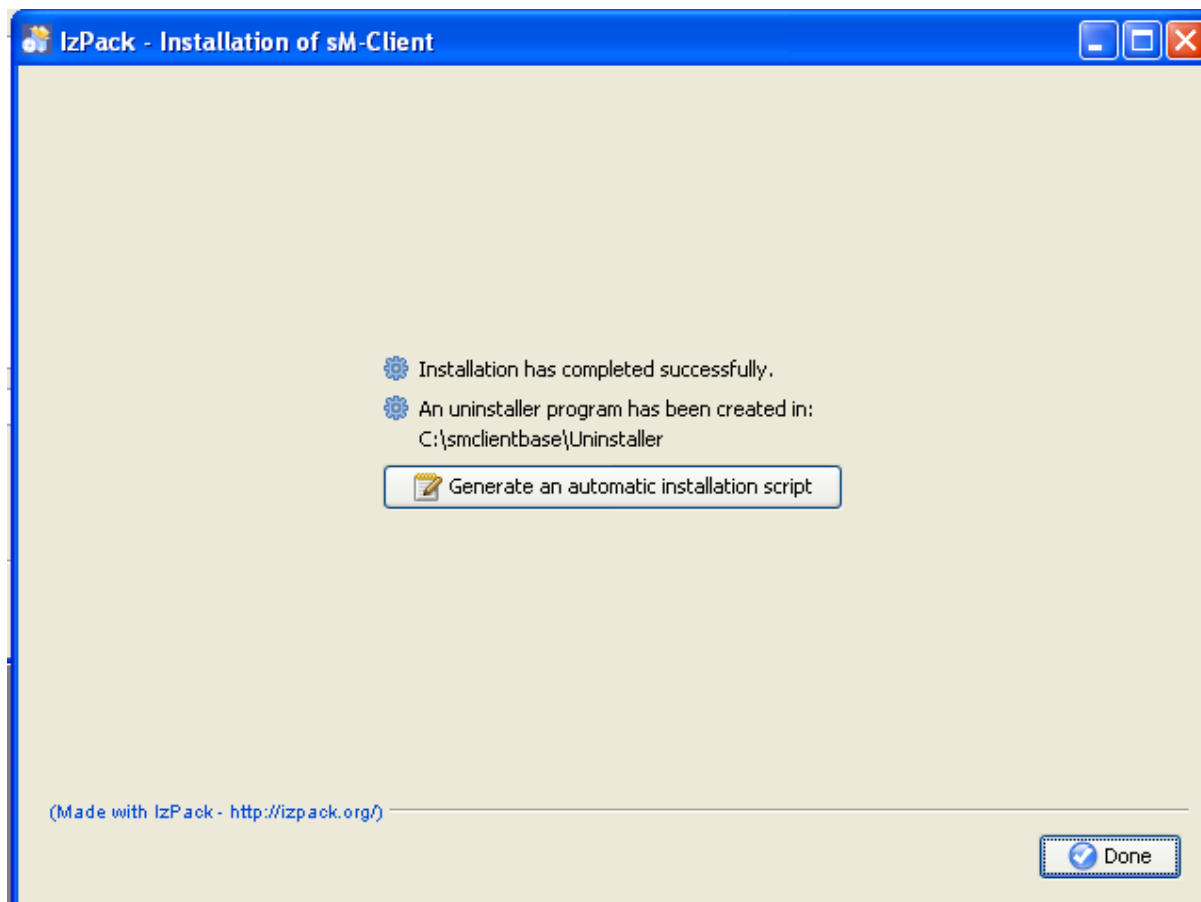 IzPack - Installation of sM-Client
Installation has completed successfully.
An uninstaller program has been created in:
C:\smclientbase\Uninstaller
Generate an automatic installation script
(Made with IzPack - http://izpack.org/)
Done